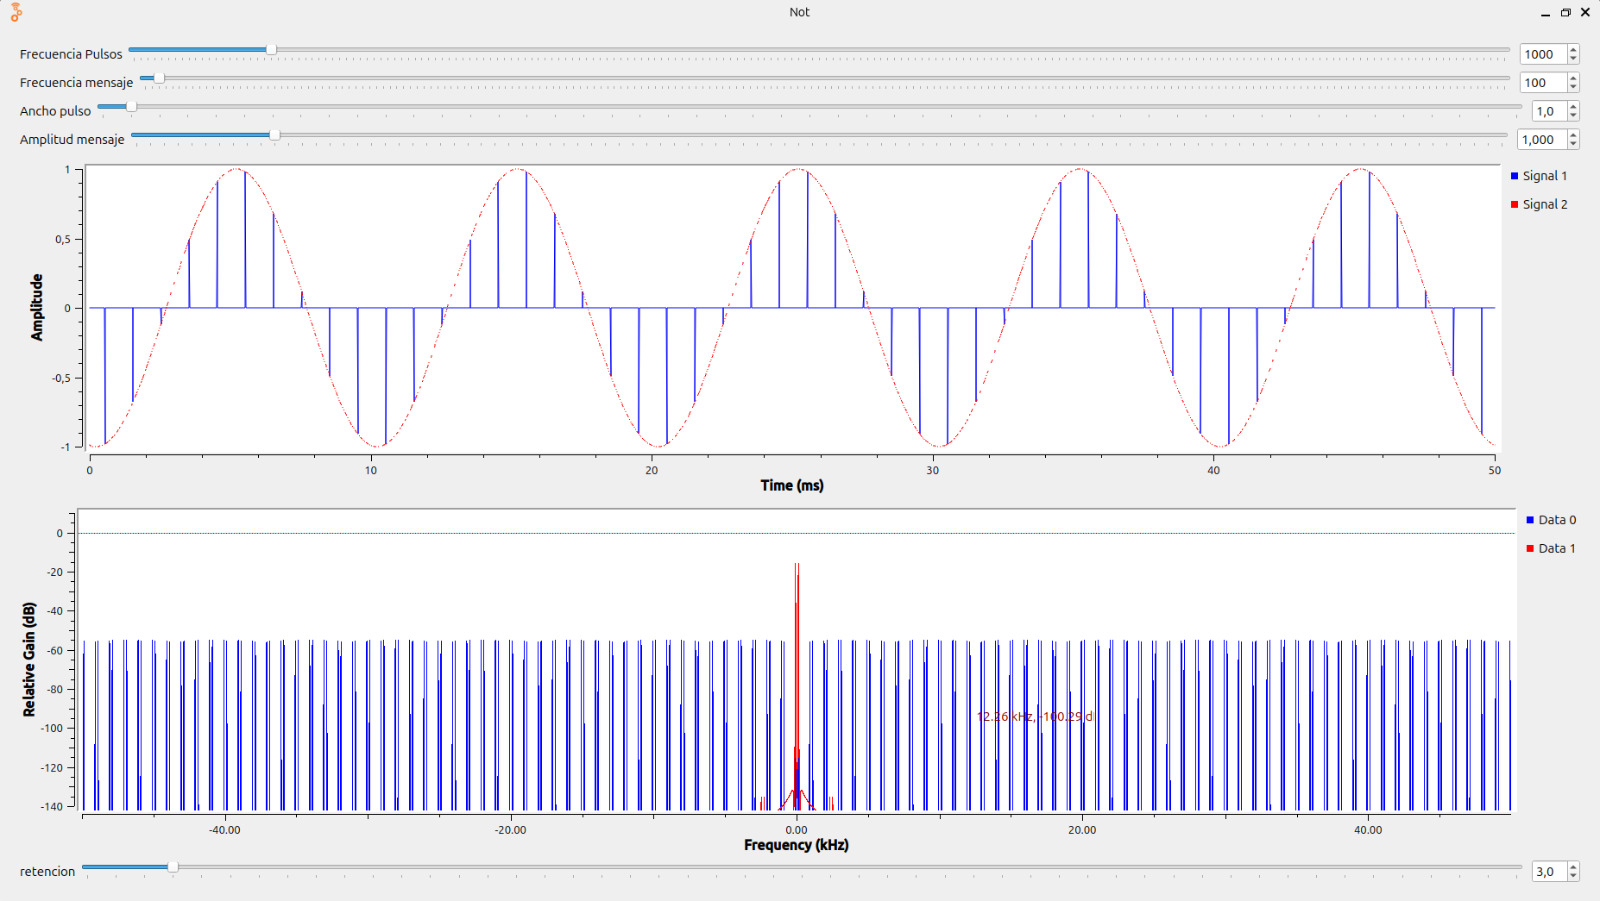 Not
Frecuencia Pulsos 1000
Frecuencia mensaje 100
Ancho pulso 1,0
Amplitud mensaje 1,000
1
0,5
0
-0,5
-1
Amplitude
0 10 20 30 40 50
Time (ms)
Signal 1
Signal 2
0
-20
-40
-60
-80
-100
-120
-140
Relative Gain (dB)
12.26 kHz, -100.29 d
-40.00 -20.00 0.00 20.00 40.00
Frequency (kHz)
Data 0
Data 1
retencion 3,0